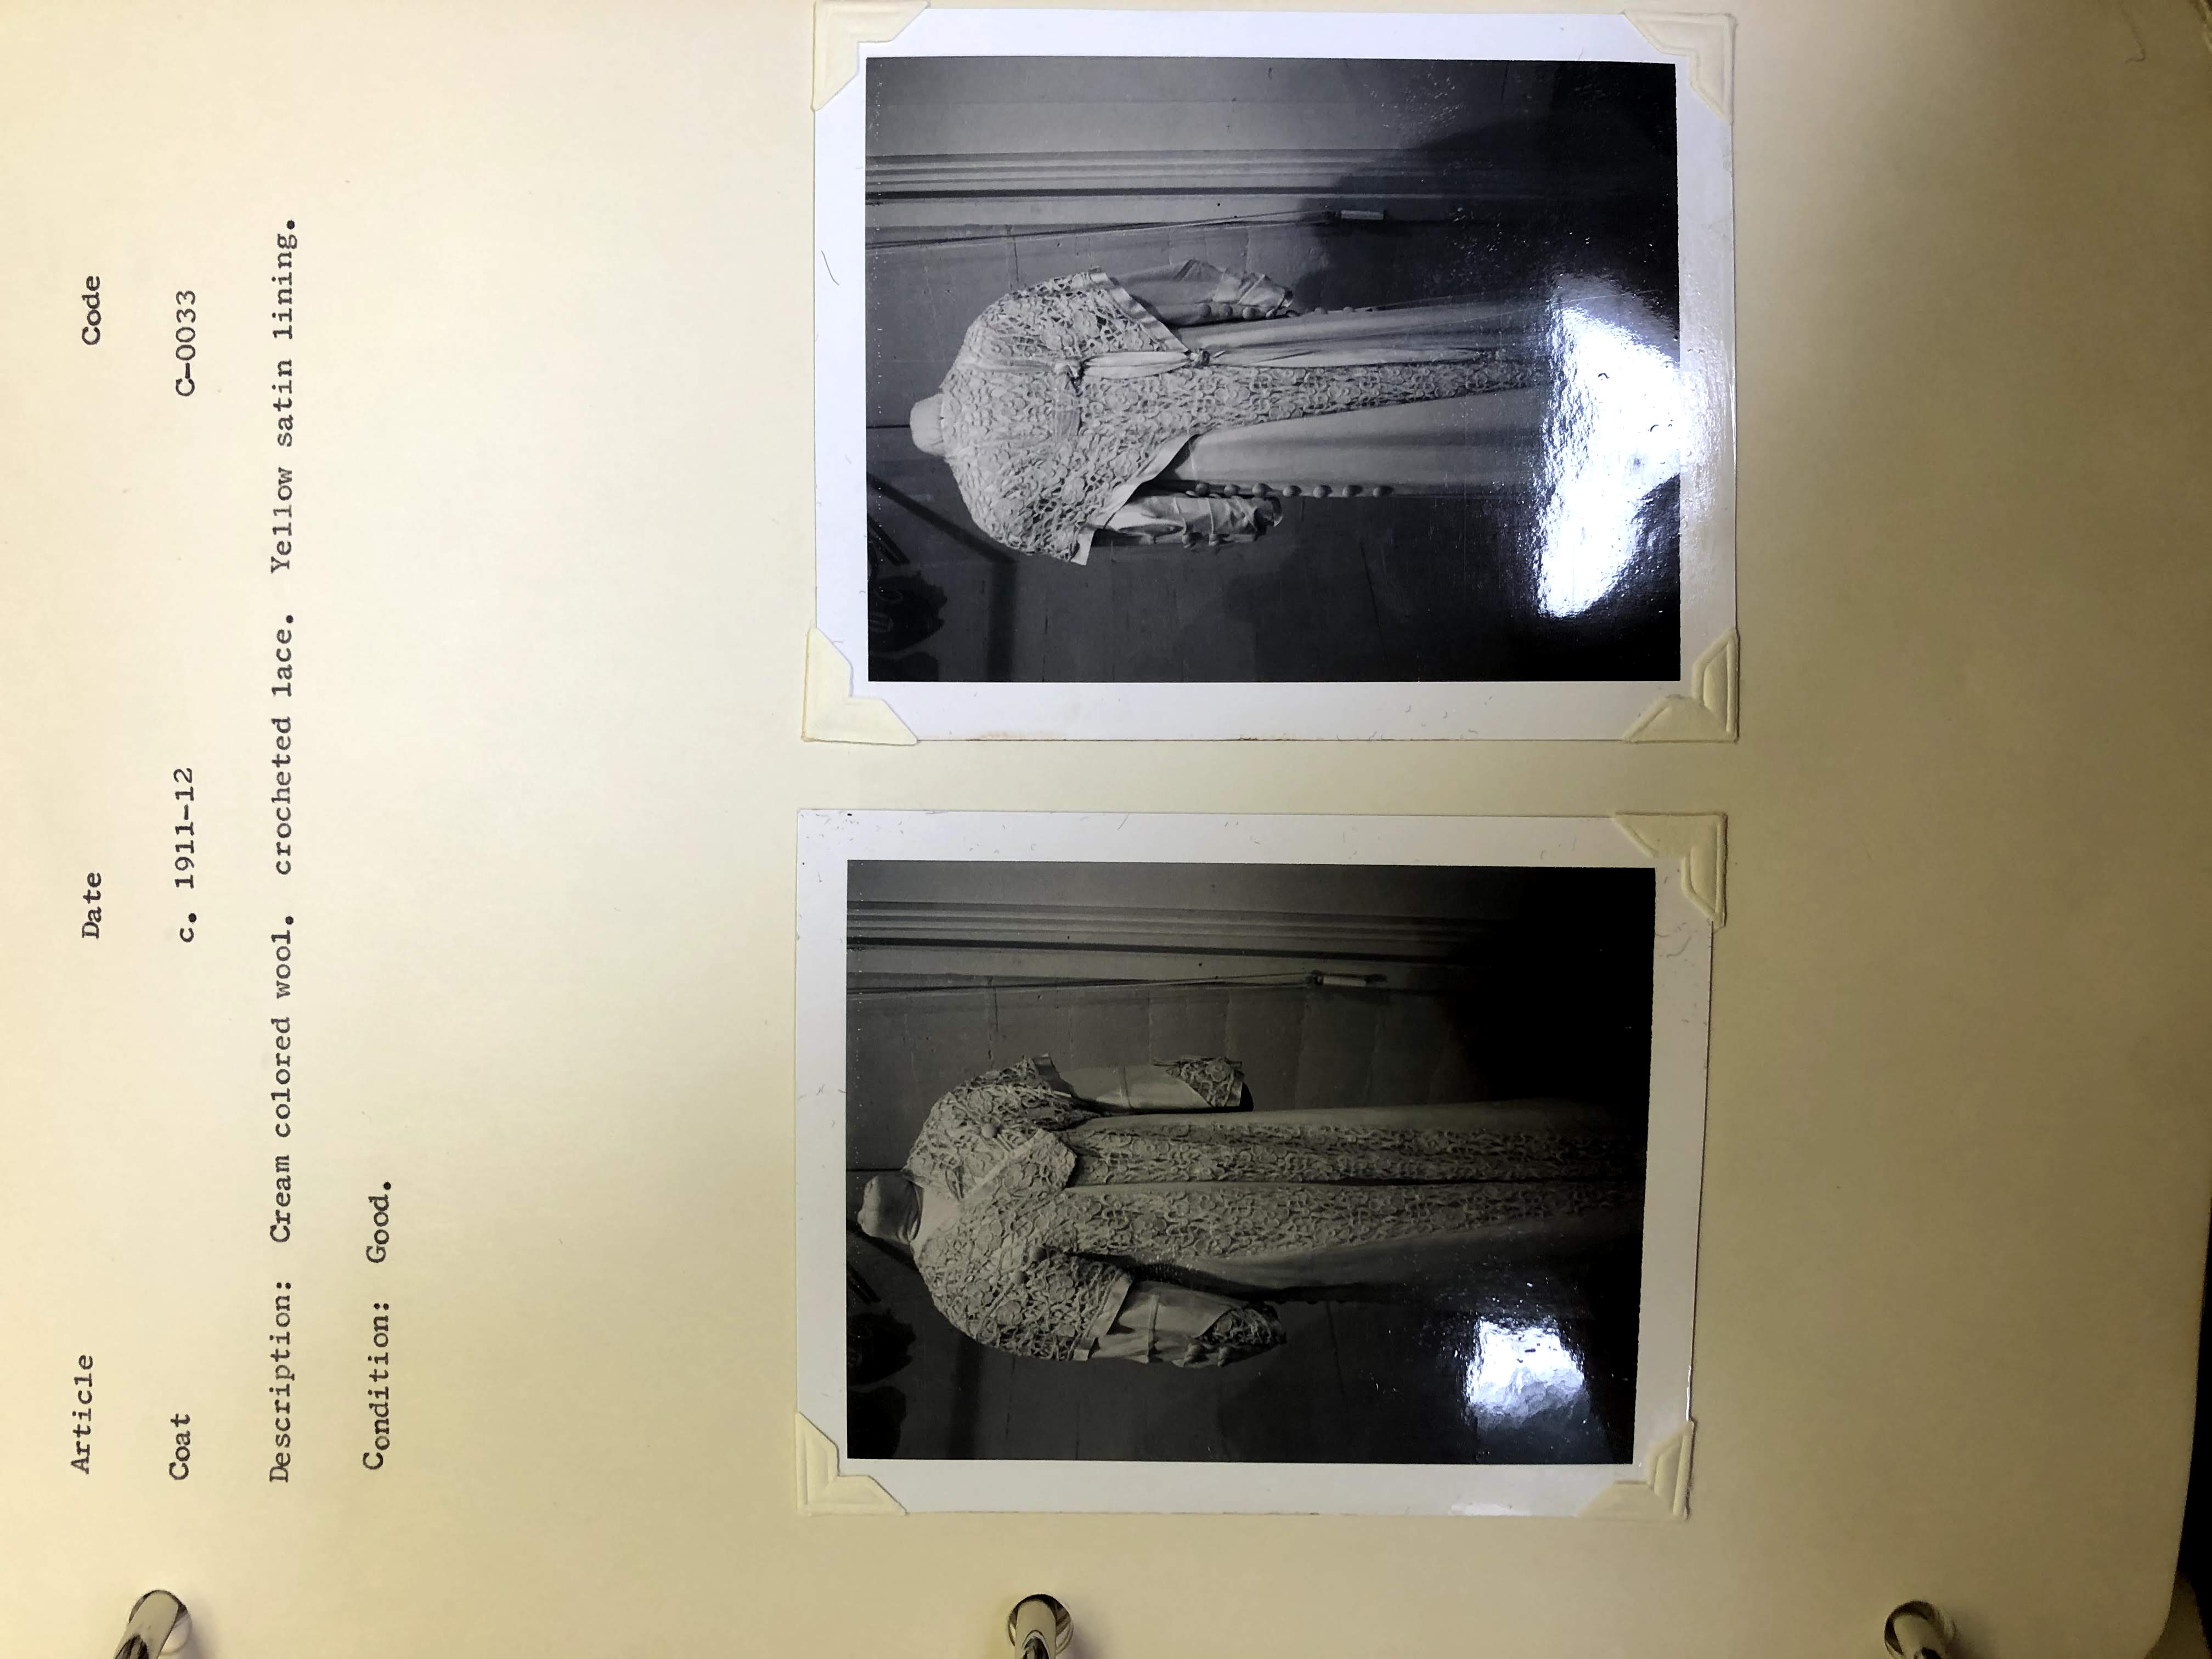 Article Date Code
Coat c. 1911-12 C-0033
Description: Cream colored wool. crocheted lace. Yellow satin lining.
Condition: Good.